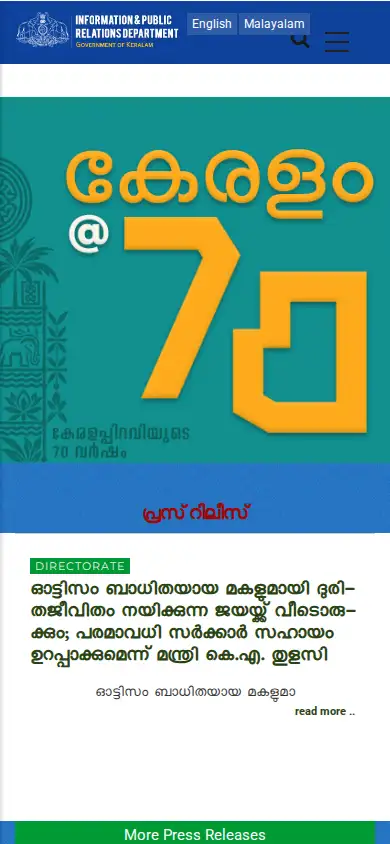 INFORMATION & PUBLIC
RELATIONS DEPARTMENT
GOVERNMENT OF KERALAM
English
Malayalam
കേരളം
@
70
കേരളപ്പിറവിയുടെ
70 വർഷം
പ്രസ് റിലീസ്
DIRECTORATE
ഓട്ടിസം ബാധിതയായ മകളുമായി ദുരി-
തജീവിതം നയിക്കുന്ന ജയയ്ക്ക് വീടൊരു-
ക്കും; പരമാവധി സർക്കാർ സഹായം
ഉറപ്പാക്കുമെന്ന് മന്ത്രി കെ.എ. തുളസി
ഓട്ടിസം ബാധിതയായ മകളുമാ
read more ..
More Press Releases